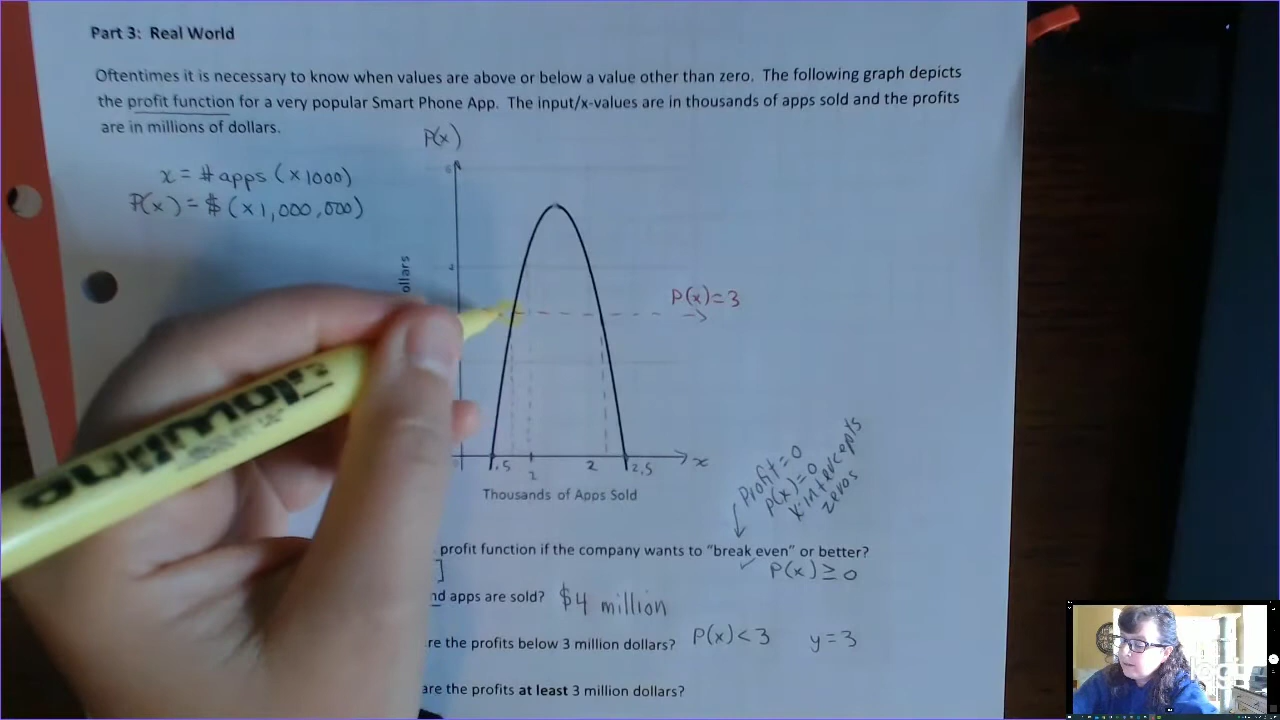 Part 3: Real World
Oftentimes it is necessary to know when values are above or below a value other than zero. The following graph depicts
the profit function for a very popular Smart Phone App. The input/x-values are in thousands of apps sold and the profits
are in millions of dollars.
x = # apps (×1000)
P(x) = $ (×1,000,000)
P(x)
ollars
P(x)=3
.5
1
2
2.5
x
Thousands of Apps Sold
Profit=0
P(x)=0
x-intercepts
zeros
profit function if the company wants to “break even” or better?
]
P(x) ≥ 0
nd apps are sold? $4 million
re the profits below 3 million dollars? P(x) < 3 y = 3
are the profits at least 3 million dollars?